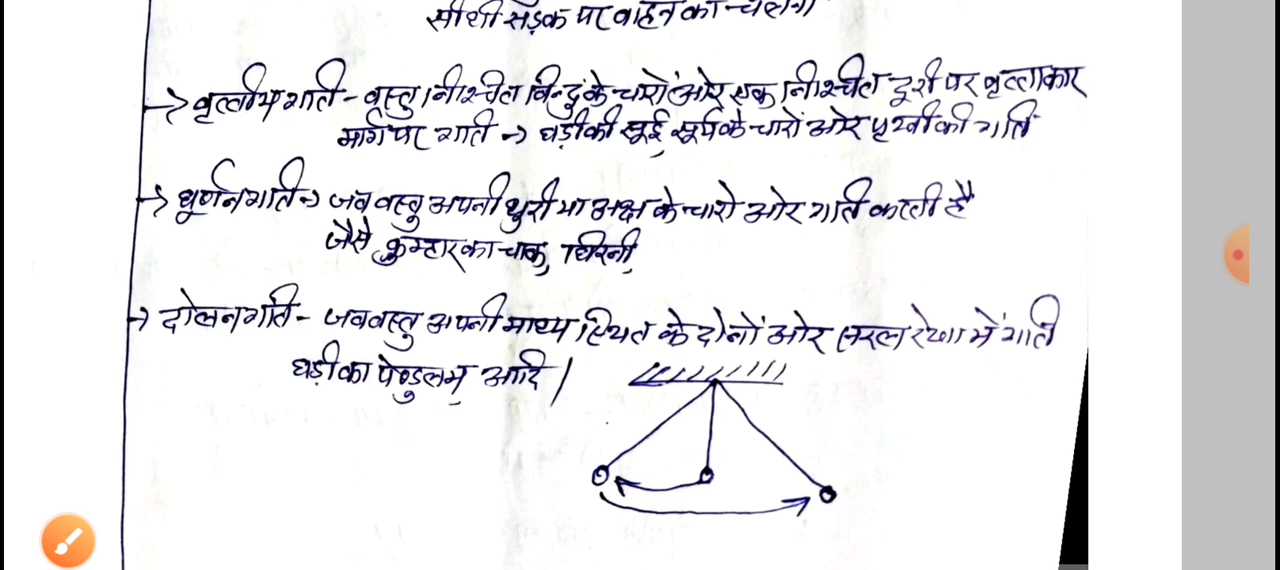 सीधी सड़क पर वाहन का चलना
→ वृत्तीय गति - वस्तु निश्चित बिन्दु के चारों ओर एक निश्चित दूरी पर वृत्ताकार
मार्ग पर गति → घड़ी की सूई, सूर्य के चारों ओर पृथ्वी की गति
→ घूर्णन गति → जब वस्तु अपनी धुरी या अक्ष के चारो ओर गति करती है
जैसे कुम्हार का चाक, घिरनी,
→ दोलन गति - जब वस्तु अपनी माध्य स्थित के दोनों ओर सरल रेखा में गति
घड़ी का पेण्डुलम, आदि |